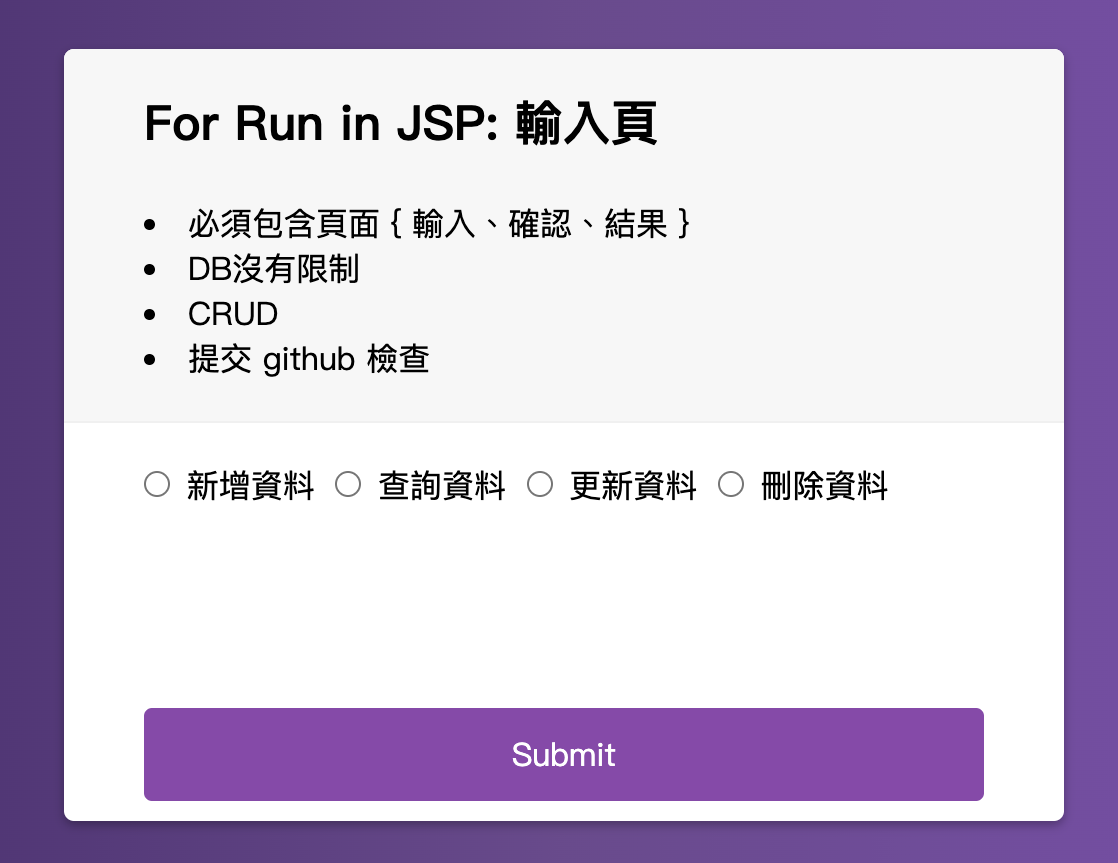 For Run in JSP: 輸入頁
必須包含頁面 { 輸入、確認、結果 }
DB沒有限制
CRUD
提交 github 檢查
新增資料 查詢資料 更新資料 刪除資料
Submit